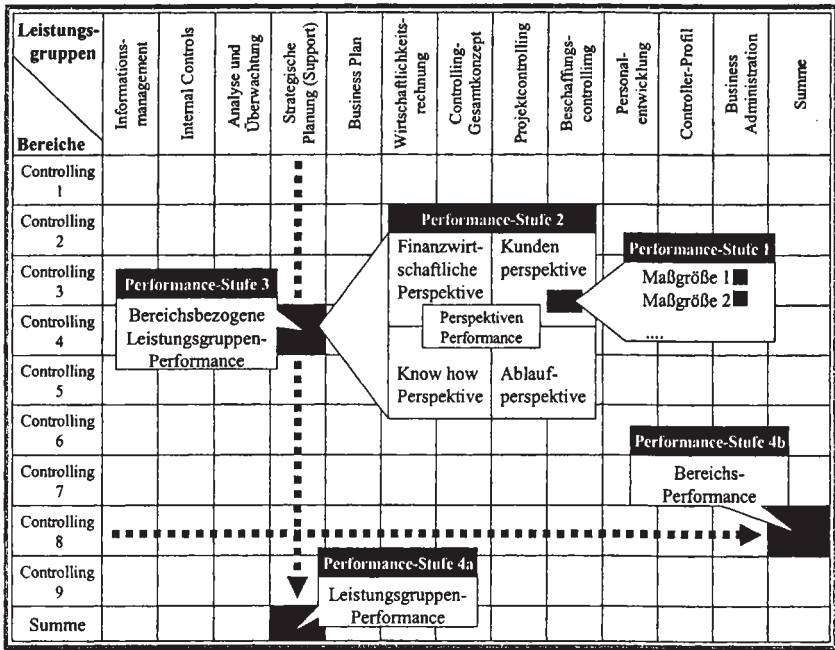 Leistungs-
gruppen
Bereiche
Informations-
management
Internal Controls
Analyse und
Überwachtung
Strategische
Planung (Support)
Business Plan
Wirtschaftlichkeits-
rechnung
Controlling-
Gesamtkonzept
Projektcontrolling
Beschaffungs-
controllimg
Personal-
entwicklung
Controller-Profil
Business
Administration
Summe
Controlling
1
Controlling
2
Controlling
3
Controlling
4
Controlling
5
Controlling
6
Controlling
7
Controlling
8
Controlling
9
Summe
Performance-Stufe 3
Bereichsbezogene
Leistungsgruppen-
Performance
Performance-Stufe 2
Finanzwirt-
schaftliche
Perspektive
Kunden
perspektive
Perspektiven
Performance
Know how
Perspektive
Ablauf-
perspektive
Performance-Stufe 1
Maßgröße 1
Maßgröße 2
....
Performance-Stufe 4b
Bereichs-
Performance
Performance-Stufe 4a
Leistungsgruppen-
Performance